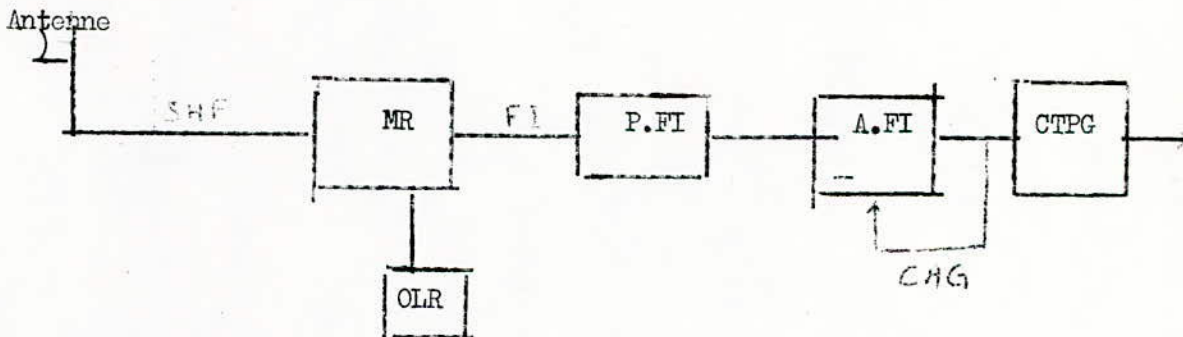 Antenne
SHF
MR
FI
P.FI
A.FI
CTPG
OLR
CAG